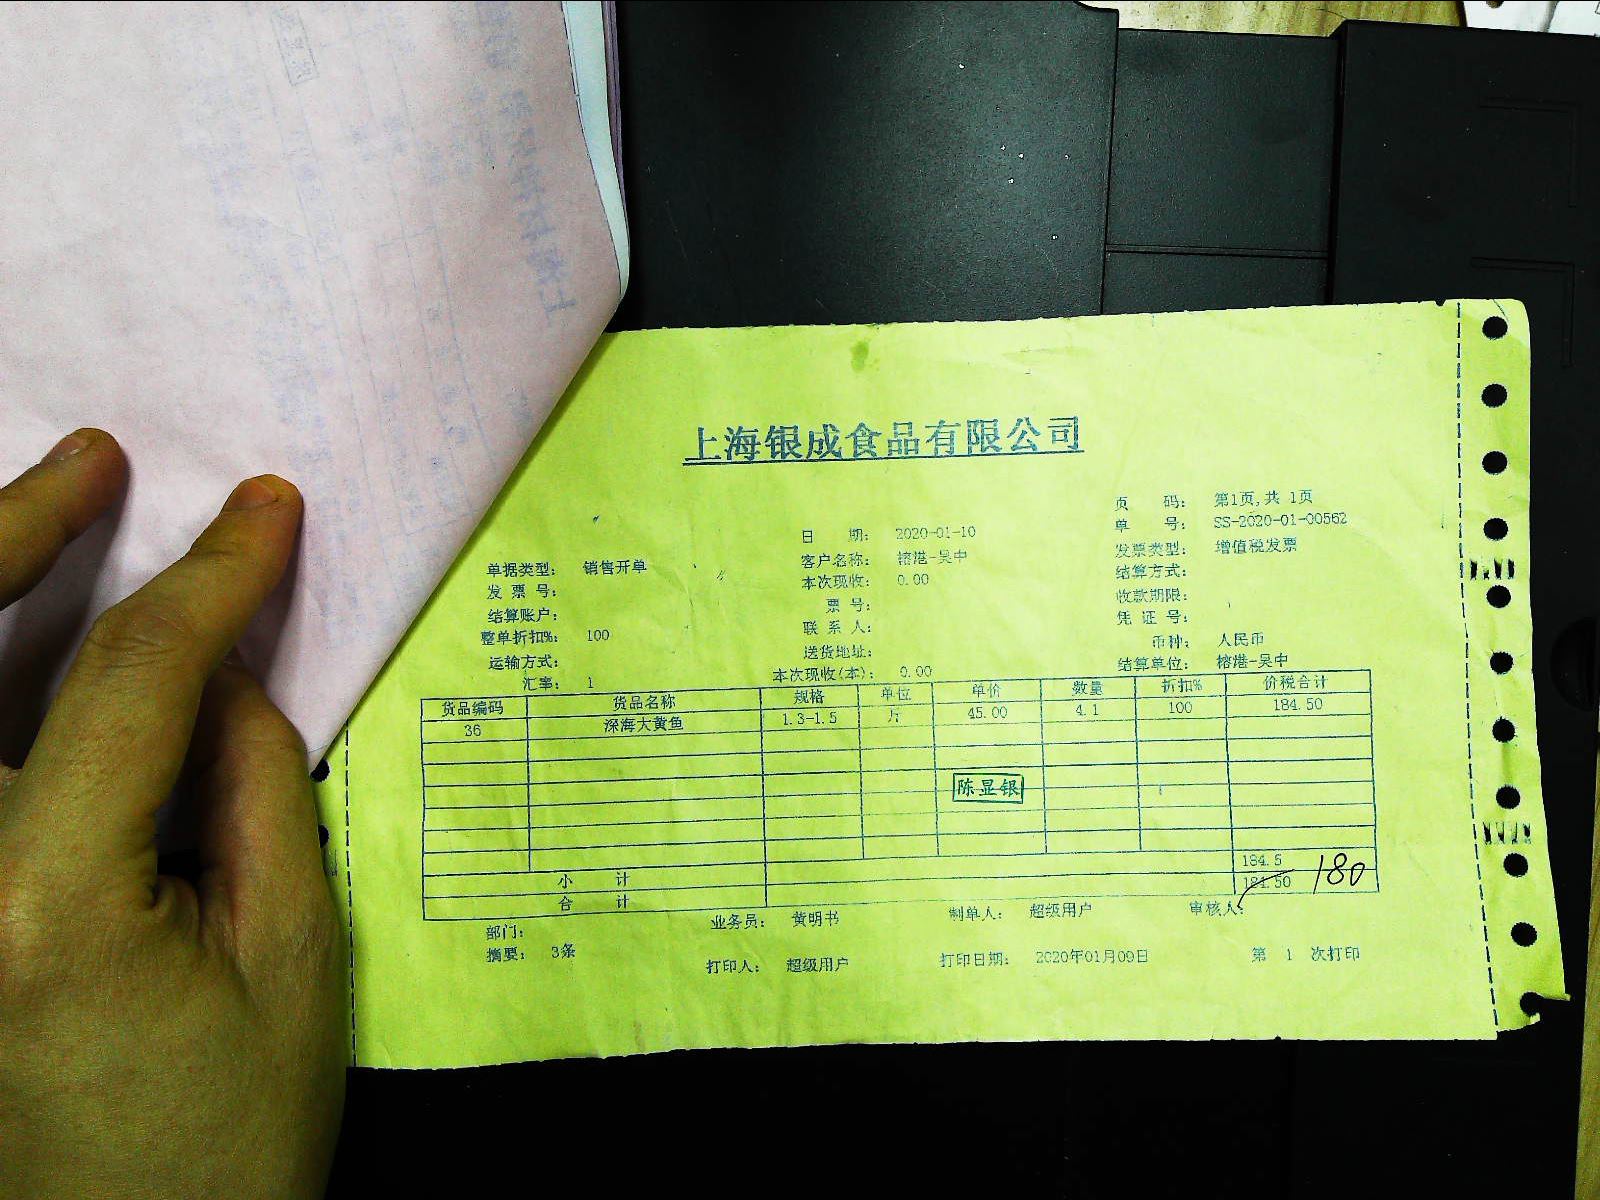 上海银成食品有限公司
页 码: 第1页,共 1页
日 期: 2020-01-10 单 号: SS-2020-01-00562
单据类型: 销售开单 客户名称: 榕港-吴中 发票类型: 增值税发票
发 票 号: 本次现收: 0.00 结算方式:
结算账户: 票 号: 收款期限:
整单折扣%: 100 联 系 人: 凭 证 号:
运输方式: 送货地址: 币种: 人民币
汇率: 1 本次现收(本): 0.00 结算单位: 榕港-吴中
货品编码 货品名称 规格 单位 单价 数量 折扣% 价税合计
36 深海大黄鱼 1.3-1.5 斤 45.00 4.1 100 184.50
陈显银
小 计 184.5
合 计 184.50 180
部门: 业务员: 黄明书 制单人: 超级用户 审核人:
摘要: 3条 打印人: 超级用户 打印日期: 2020年01月09日 第 1 次打印